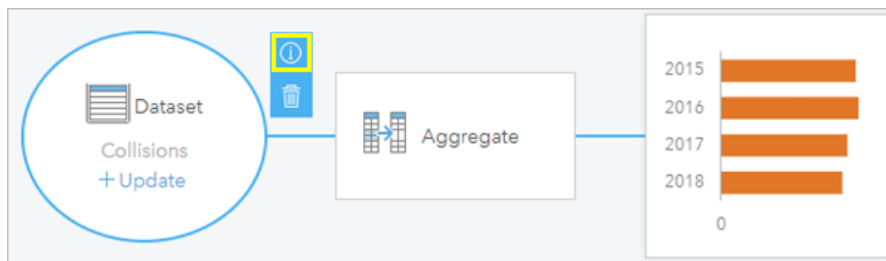 Dataset
Collisions
+ Update
Aggregate
2015
2016
2017
2018
0